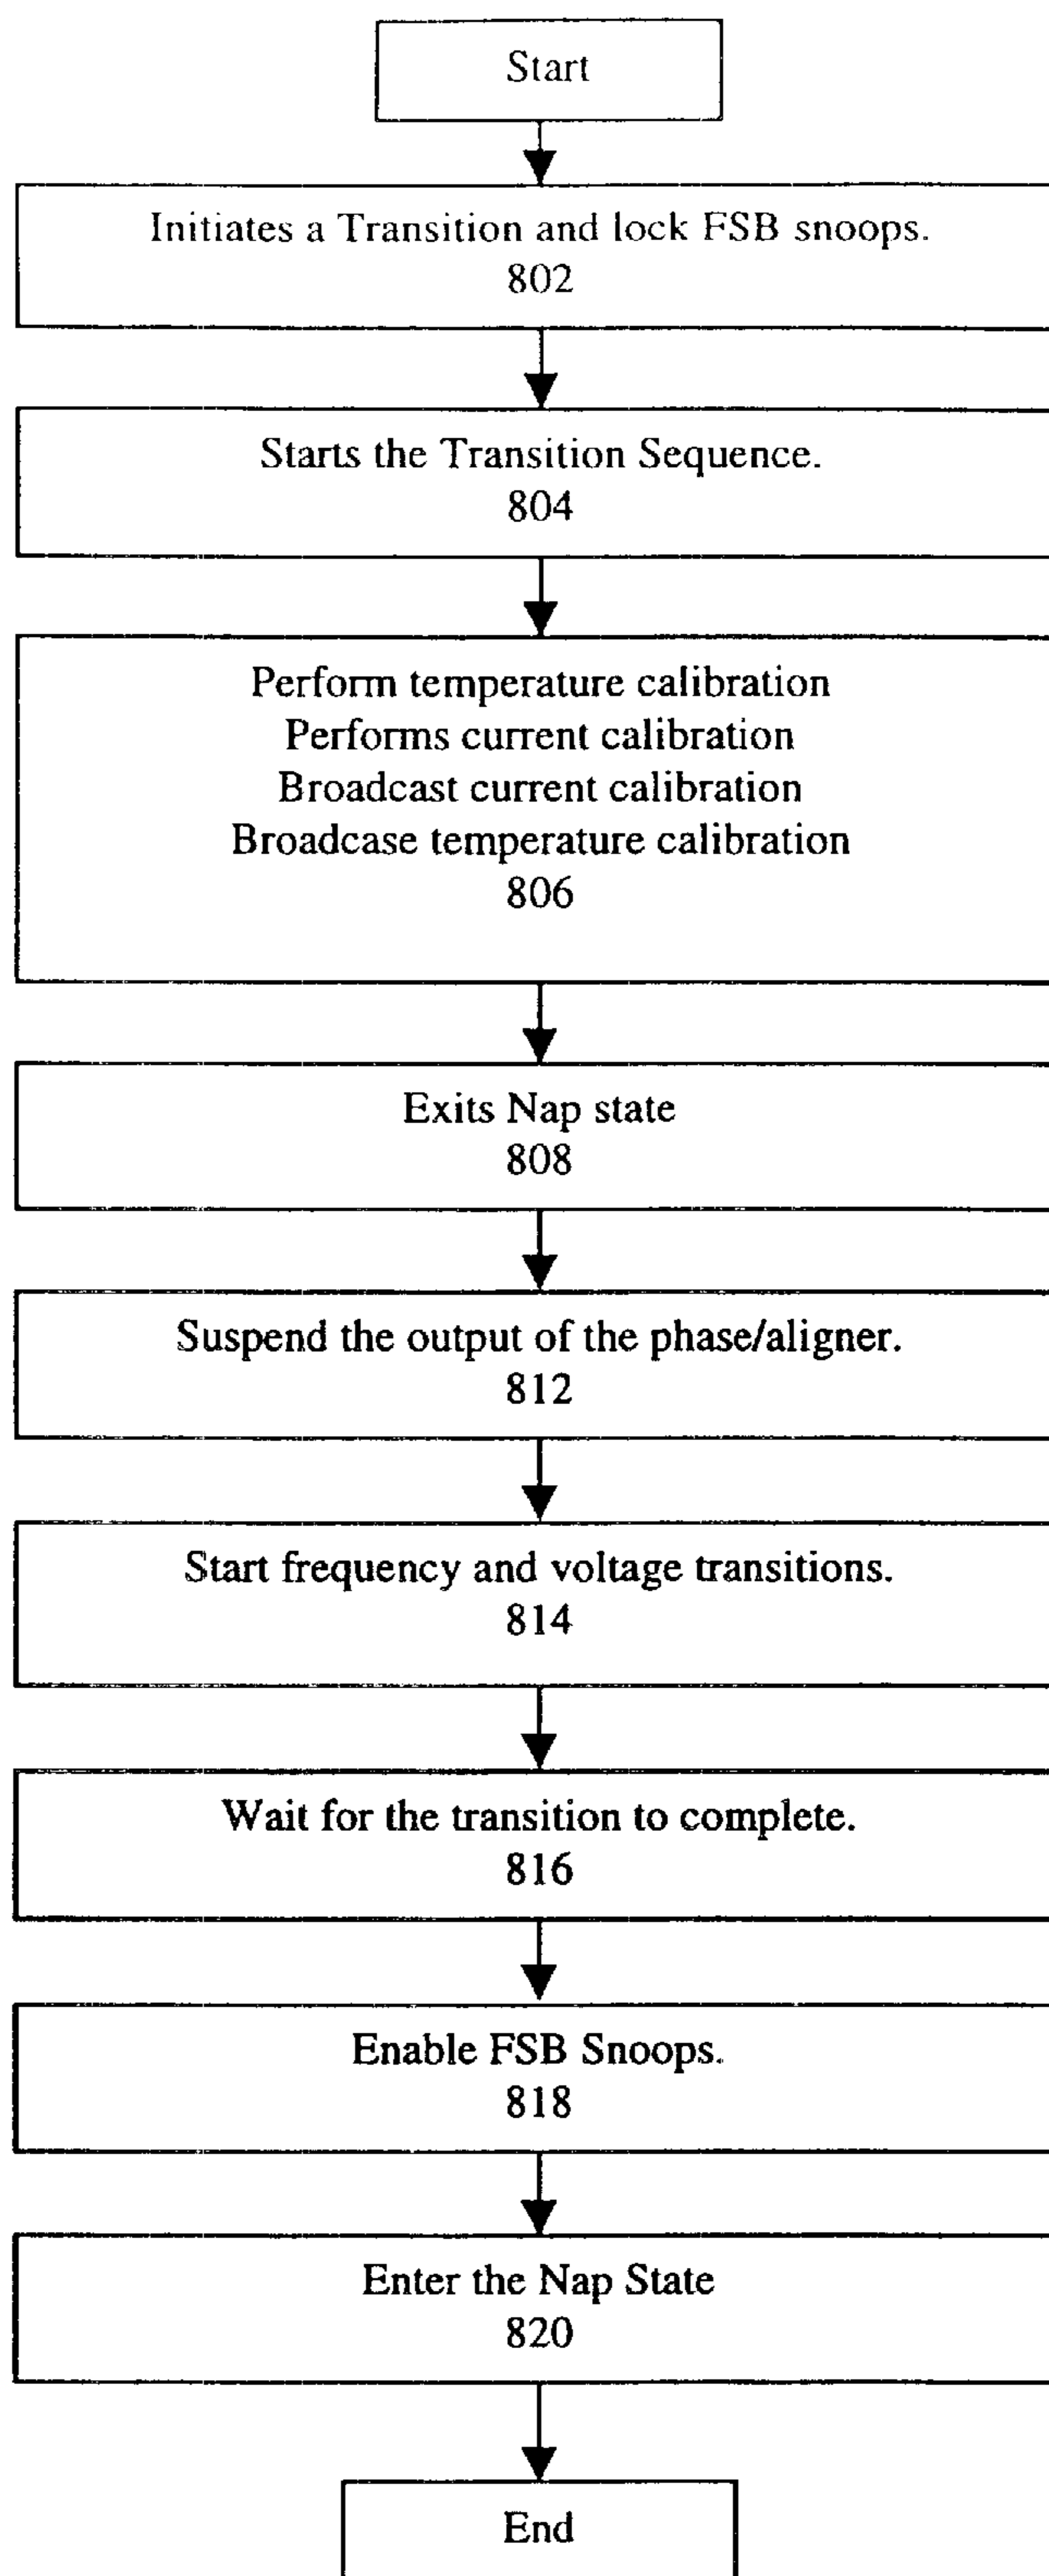 Start
Initiates a Transition and lock FSB snoops.
802
Starts the Transition Sequence.
804
Perform temperature calibration
Performs current calibration
Broadcast current calibration
Broadcase temperature calibration
806
Exits Nap state
808
Suspend the output of the phase/aligner.
812
Start frequency and voltage transitions.
814
Wait for the transition to complete.
816
Enable FSB Snoops.
818
Enter the Nap State
820
End